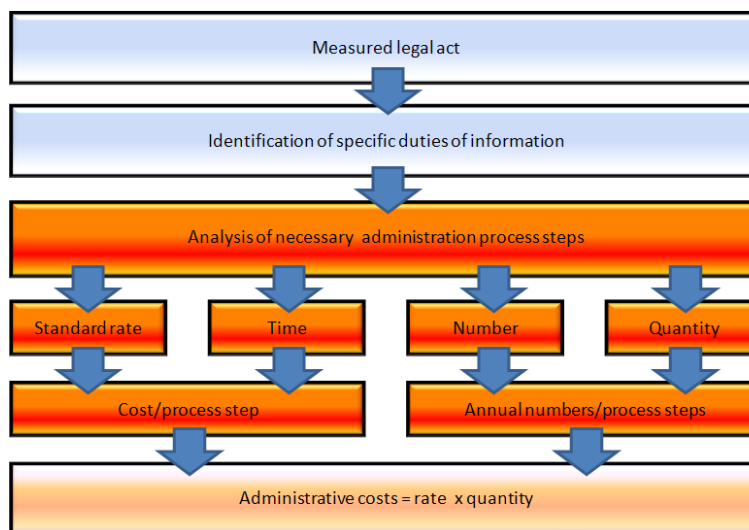 Measured legal act
Identification of specific duties of information
Analysis of necessary administration process steps
Standard rate
Time
Number
Quantity
Cost/process step
Annual numbers/process steps
Administrative costs = rate x quantity